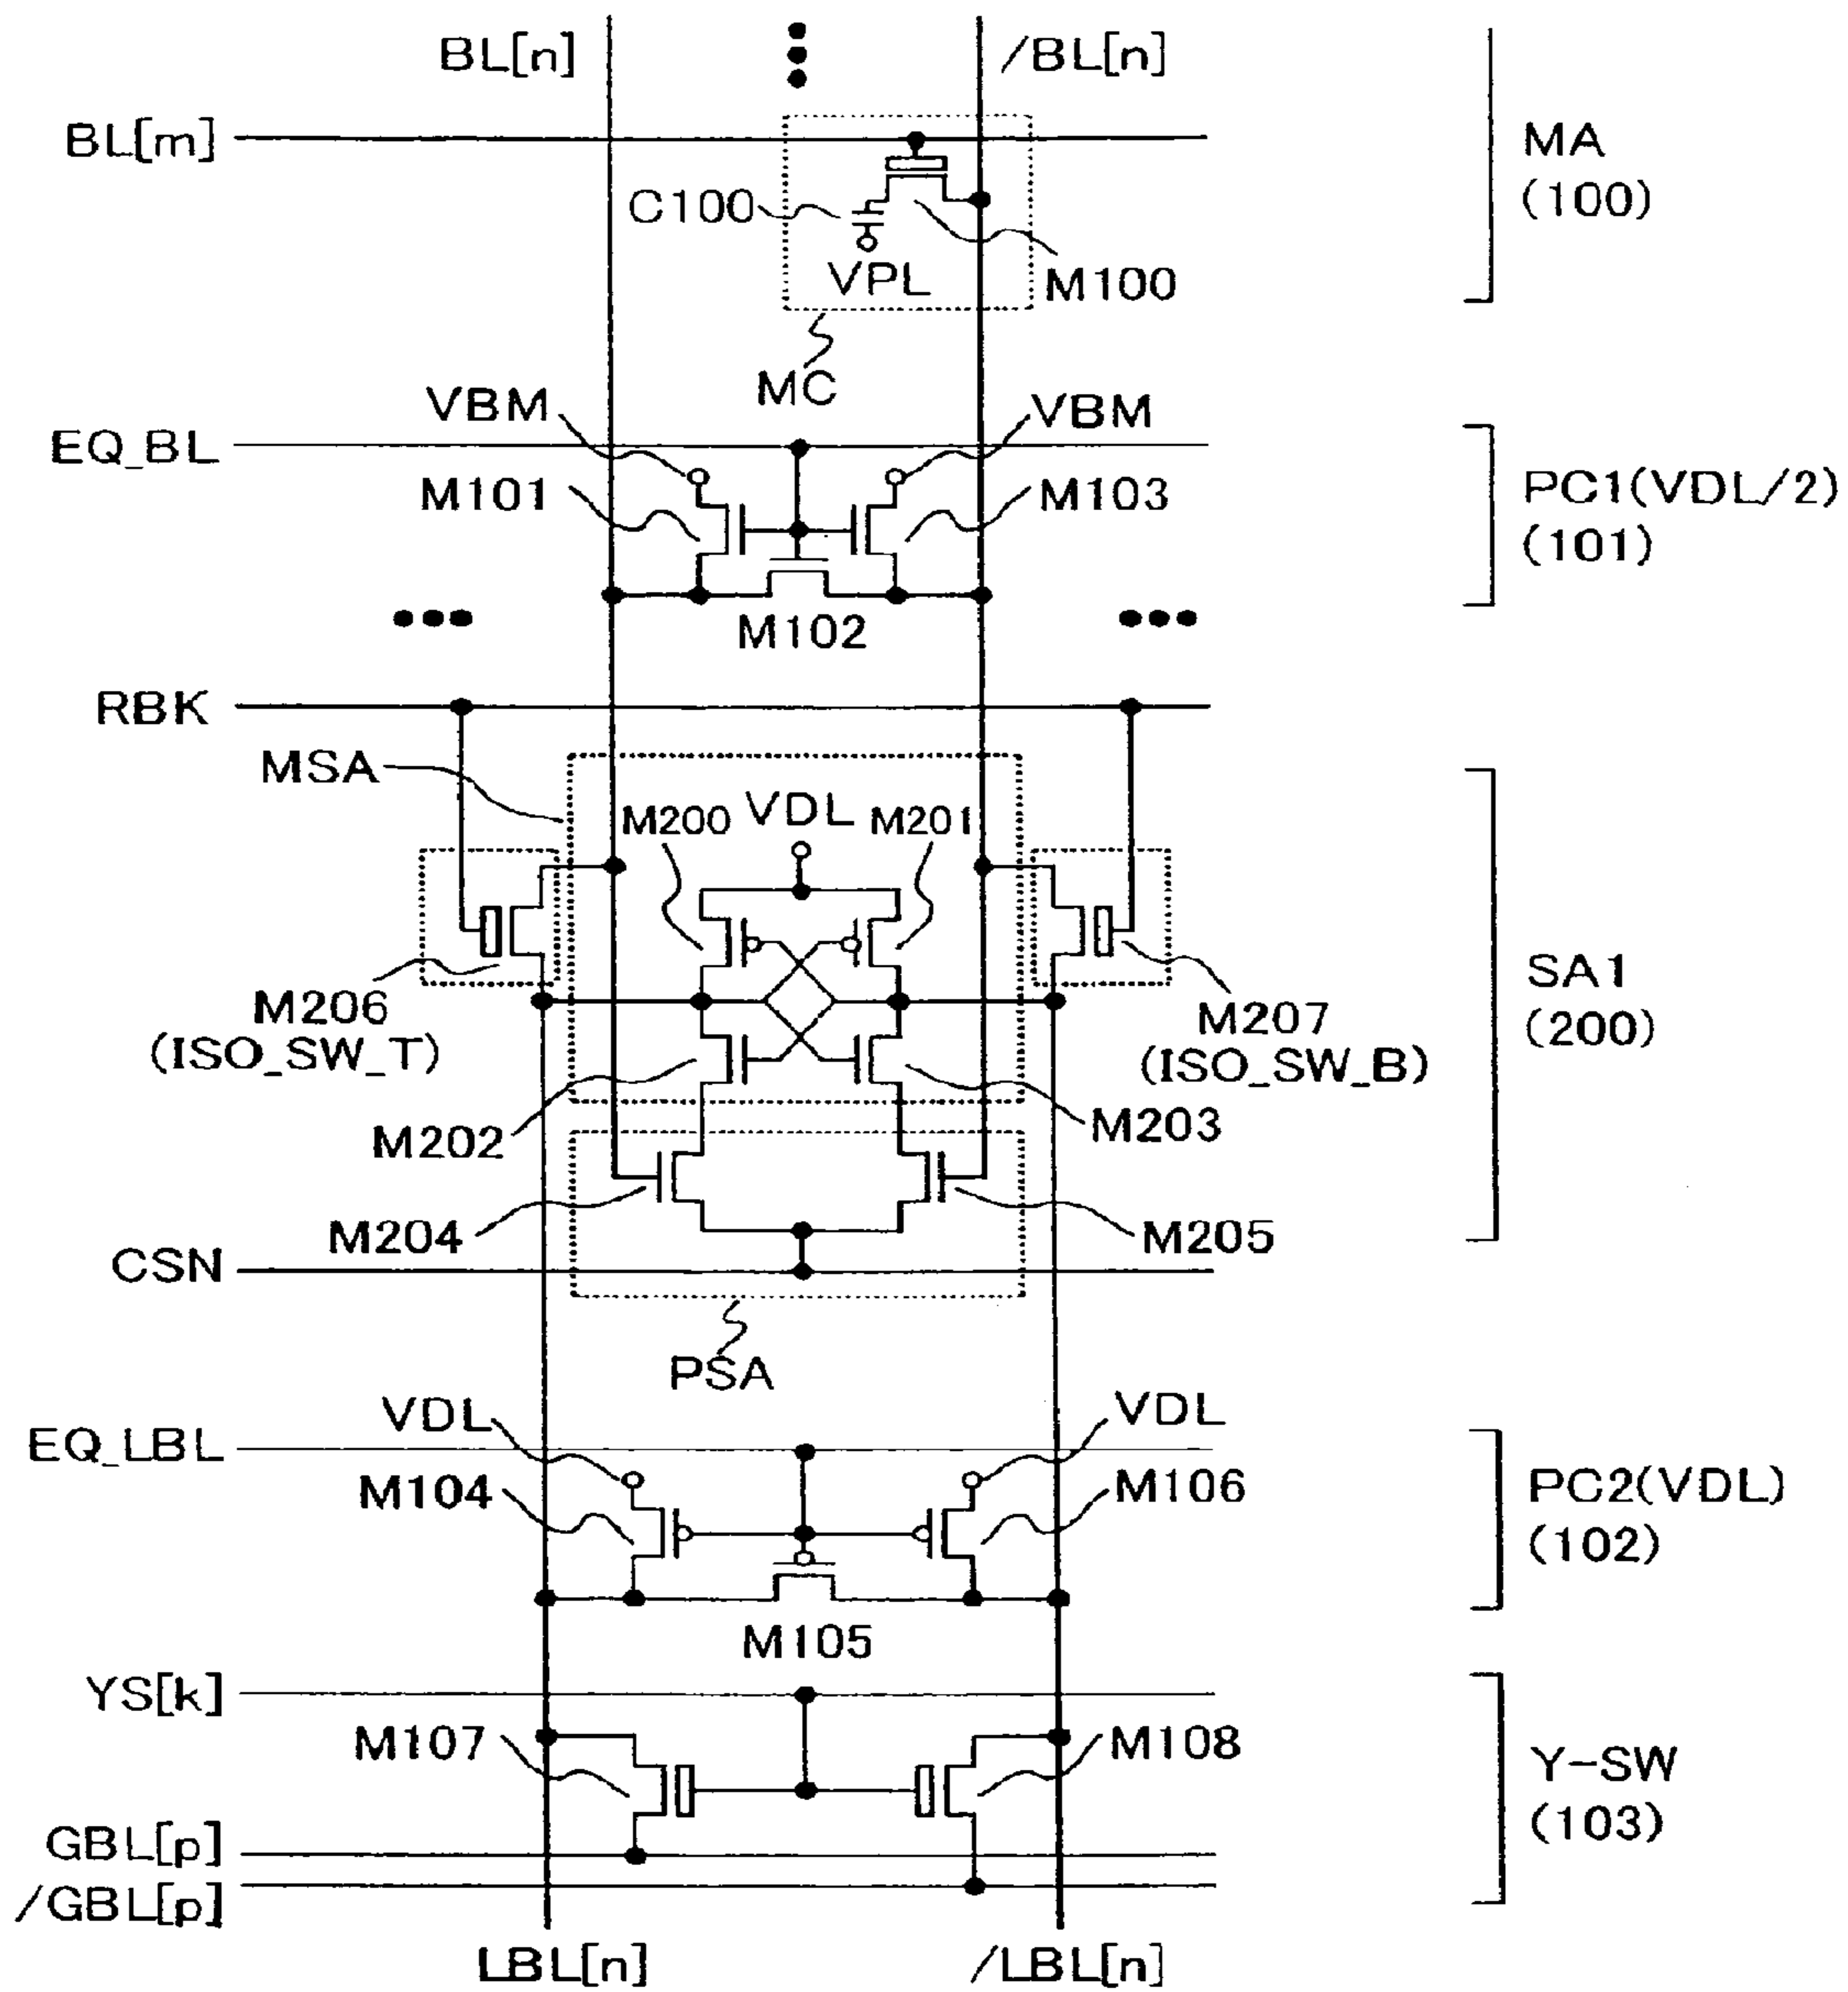 BL[n]
/BL[n]
BL[m]
MA
(100)
C100
VPL
M100
MC
VBM
VBM
EQ_BL
M101
M103
PC1(VDL/2)
(101)
M102
RBK
MSA
M200
VDL
M201
M206
(ISO_SW_T)
M207
(ISO_SW_B)
SA1
(200)
M202
M203
M204
M205
CSN
PSA
VDL
VDL
EQ_LBL
M104
M106
PC2(VDL)
(102)
M105
YS[k]
M107
M108
Y-SW
(103)
GBL[p]
/GBL[p]
LBL[n]
/LBL[n]